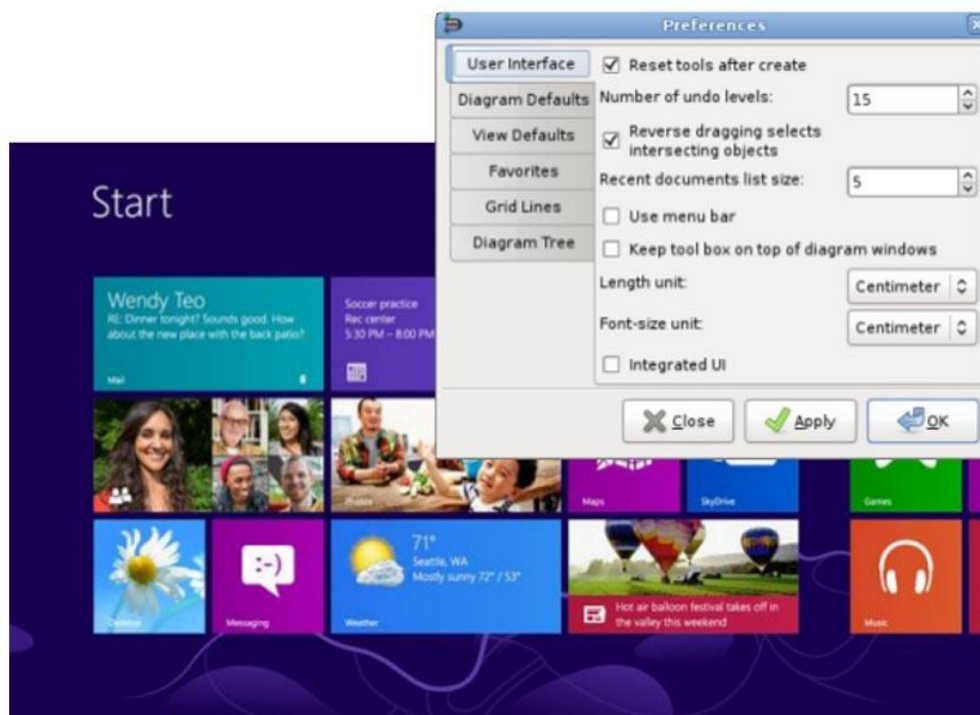 Preferences
User Interface
Diagram Defaults
View Defaults
Favorites
Grid Lines
Diagram Tree
Reset tools after create
Number of undo levels:
15
Reverse dragging selects
intersecting objects
Recent documents list size:
5
Use menu bar
Keep tool box on top of diagram windows
Length unit:
Centimeter
Font-size unit:
Centimeter
Integrated UI
Close
Apply
OK
Start
Wendy Teo
RE: Dinner tonight? Sounds good. How
about the new place with the back patio?
Mail
8
Soccer practice
Rec center
5:30 PM – 8:00 PM
Photos
Maps
SkyDrive
Games
Desktop
:-)
Messaging
71°
Seattle, WA
Mostly sunny 72° / 53°
Weather
Hot air balloon festival takes off in
the valley this weekend
Music